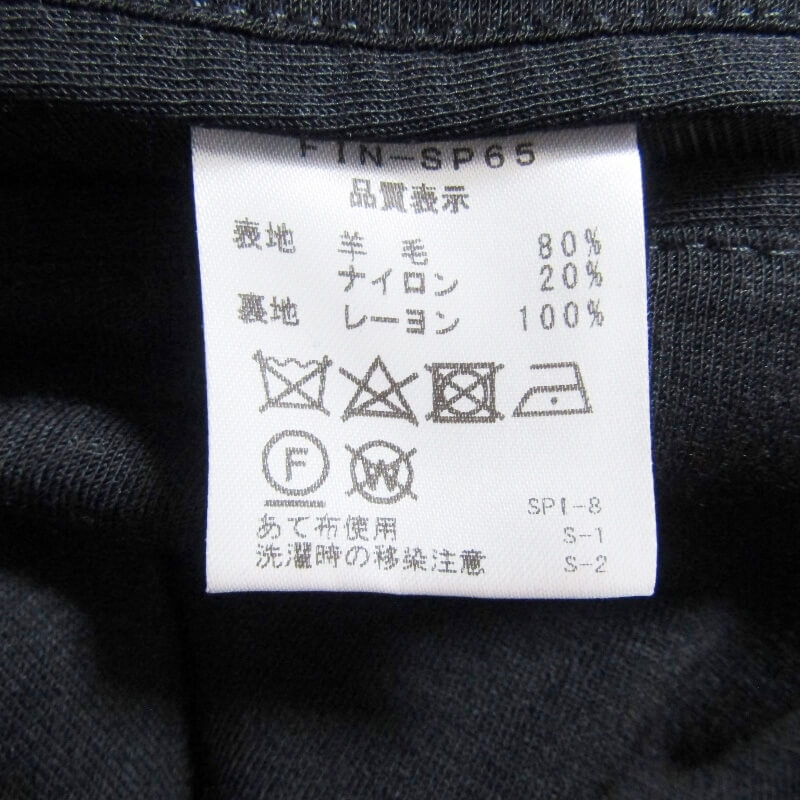 FIN-SP65
品質表示
表地 羊毛 80%
ナイロン 20%
裏地 レーヨン 100%
F W
SPI-8
あて布使用 S-1
洗濯時の移染注意 S-2